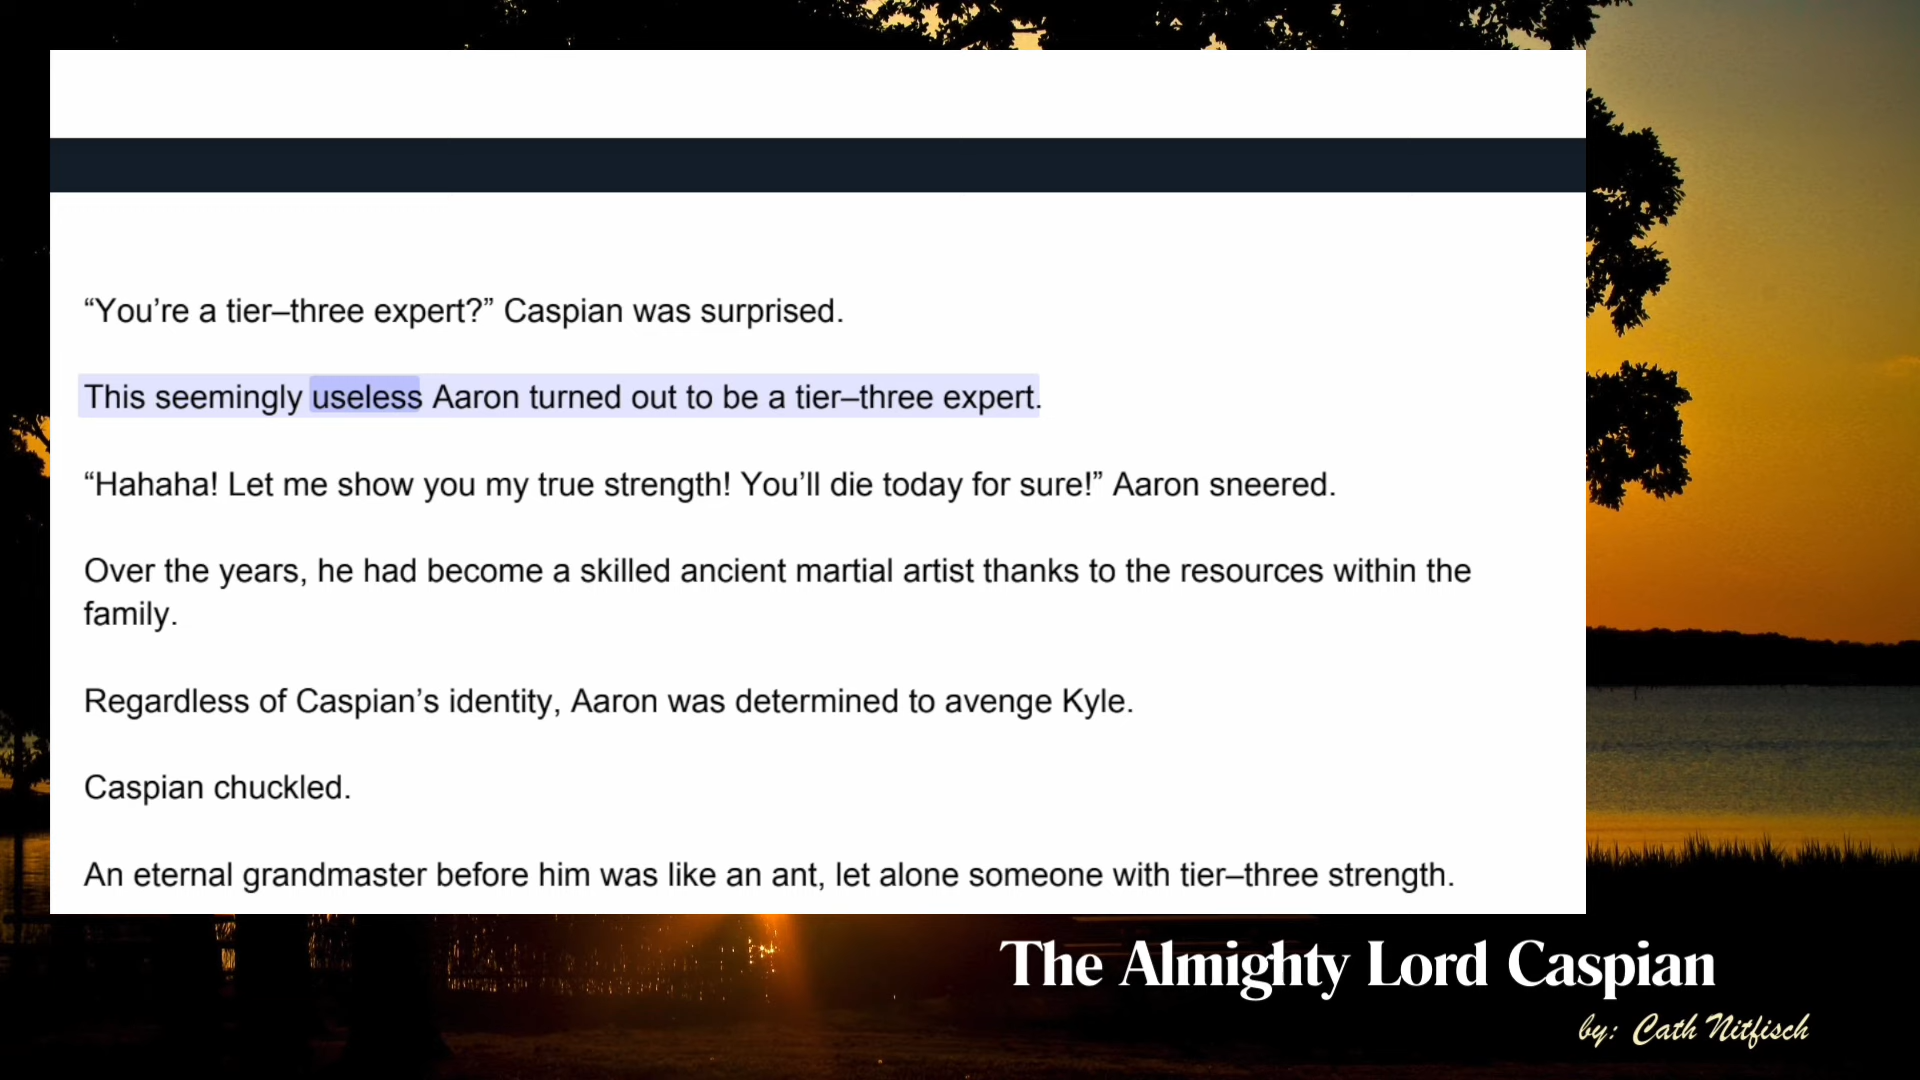 “You’re a tier–three expert?” Caspian was surprised.
This seemingly useless Aaron turned out to be a tier–three expert.
“Hahaha! Let me show you my true strength! You’ll die today for sure!” Aaron sneered.
Over the years, he had become a skilled ancient martial artist thanks to the resources within the
family.
Regardless of Caspian’s identity, Aaron was determined to avenge Kyle.
Caspian chuckled.
An eternal grandmaster before him was like an ant, let alone someone with tier–three strength.
The Almighty Lord Caspian
by: Cath Nitfisch